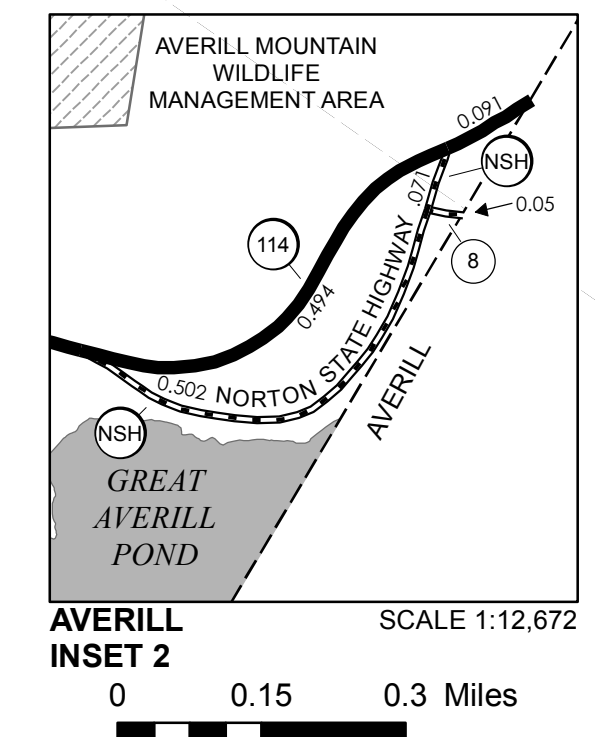 AVERILL MOUNTAIN
WILDLIFE
MANAGEMENT AREA
0.091
NSH
.071
0.05
8
114
0.494
0.502
NORTON STATE HIGHWAY
AVERILL
NSH
GREAT
AVERILL
POND
AVERILL
INSET 2
SCALE 1:12,672
0 0.15 0.3 Miles